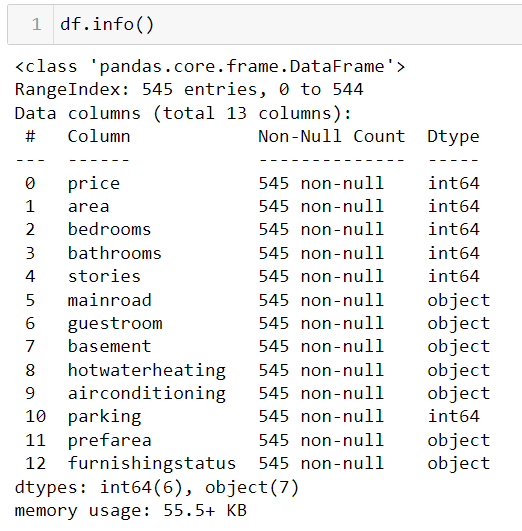 1 df.info()
<class 'pandas.core.frame.DataFrame'>
RangeIndex: 545 entries, 0 to 544
Data columns (total 13 columns):
 #   Column            Non-Null Count  Dtype
---  ------            --------------  -----
 0   price             545 non-null    int64
 1   area              545 non-null    int64
 2   bedrooms          545 non-null    int64
 3   bathrooms         545 non-null    int64
 4   stories           545 non-null    int64
 5   mainroad          545 non-null    object
 6   guestroom         545 non-null    object
 7   basement          545 non-null    object
 8   hotwaterheating   545 non-null    object
 9   airconditioning   545 non-null    object
 10  parking           545 non-null    int64
 11  prefarea          545 non-null    object
 12  furnishingstatus  545 non-null    object
dtypes: int64(6), object(7)
memory usage: 55.5+ KB